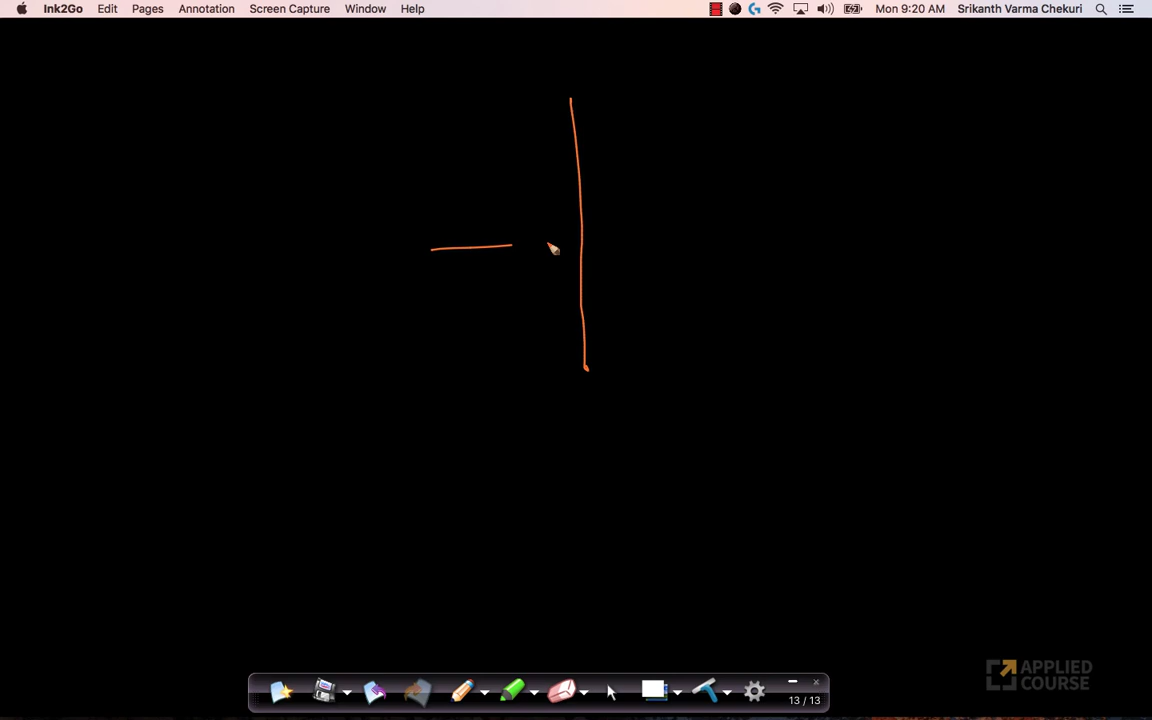 Ink2Go Edit Pages Annotation Screen Capture Window Help Mon 9:20 AM Srikanth Varma Chekuri
13 / 13
APPLIED
COURSE